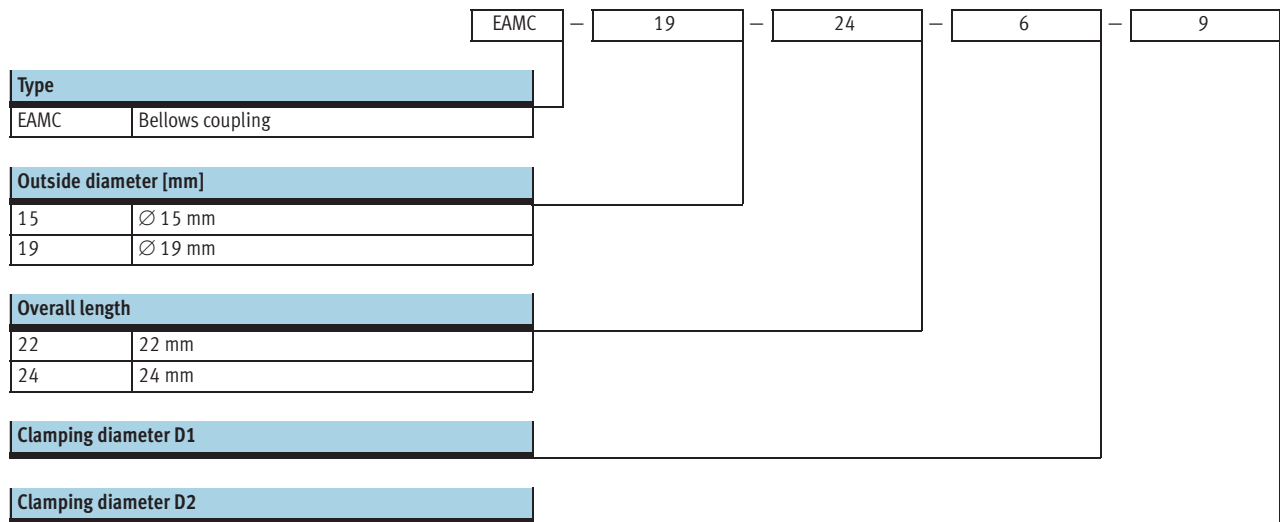 EAMC – 19 – 24 – 6 – 9
Type
EAMC Bellows coupling
Outside diameter [mm]
15 ∅ 15 mm
19 ∅ 19 mm
Overall length
22 22 mm
24 24 mm
Clamping diameter D1
Clamping diameter D2